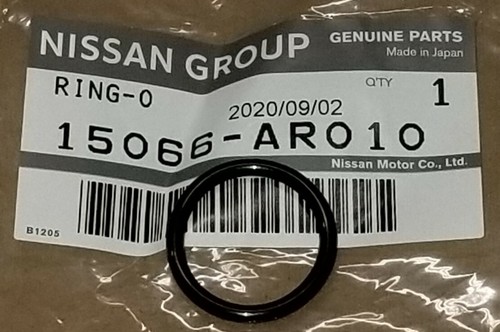 NISSAN GROUP
GENUINE PARTS
Made in Japan
RING-O
Q'TY 1
2020/09/02
15066-AR010
Nissan Motor Co., Ltd.
B1205